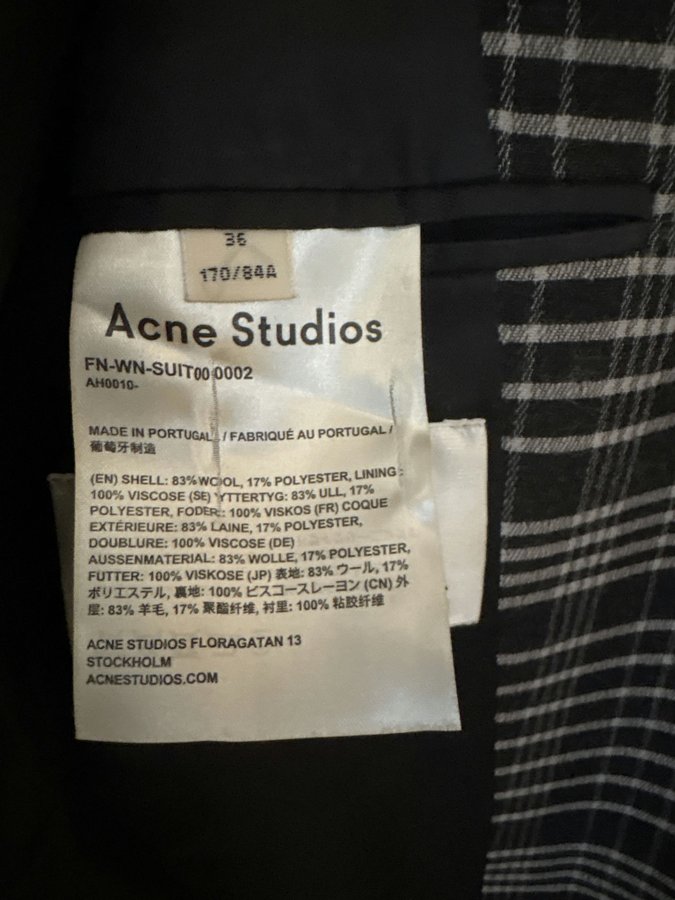 36
170/84A
Acne Studios
FN-WN-SUIT000002
AH0010-
MADE IN PORTUGAL / FABRIQUÉ AU PORTUGAL /
葡萄牙制造
(EN) SHELL: 83% WOOL, 17% POLYESTER, LINING:
100% VISCOSE (SE) YTTERTYG: 83% ULL, 17%
POLYESTER, FODER: 100% VISKOS (FR) COQUE
EXTÉRIEURE: 83% LAINE, 17% POLYESTER,
DOUBLURE: 100% VISCOSE (DE)
AUSSENMATERIAL: 83% WOLLE, 17% POLYESTER,
FUTTER: 100% VISKOSE (JP) 表地: 83% ウール, 17%
ポリエステル, 裏地: 100% ビスコースレーヨン (CN) 外
层: 83% 羊毛, 17% 聚酯纤维, 衬里: 100% 粘胶纤维
ACNE STUDIOS FLORAGATAN 13
STOCKHOLM
ACNESTUDIOS.COM